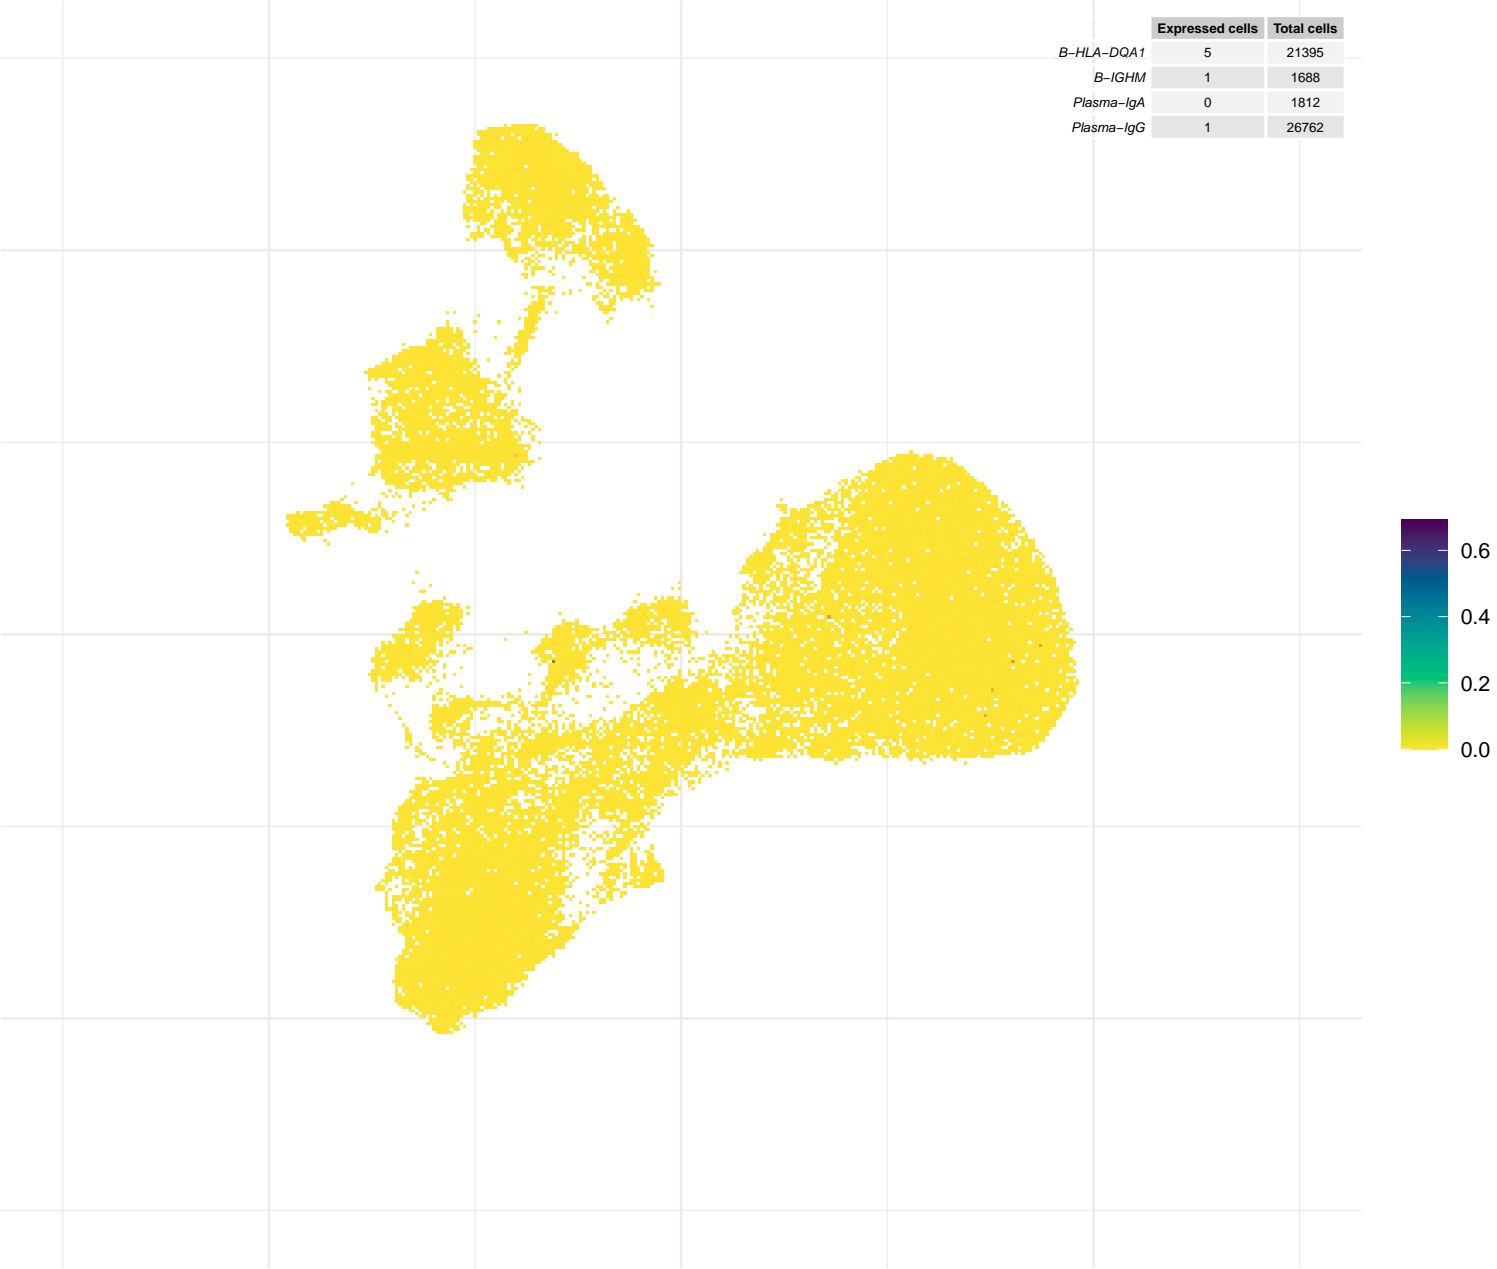 Expressed cells Total cells
B−HLA−DQA1 5 21395
B−IGHM 1 1688
Plasma−IgA 0 1812
Plasma−IgG 1 26762
0.6
0.4
0.2
0.0